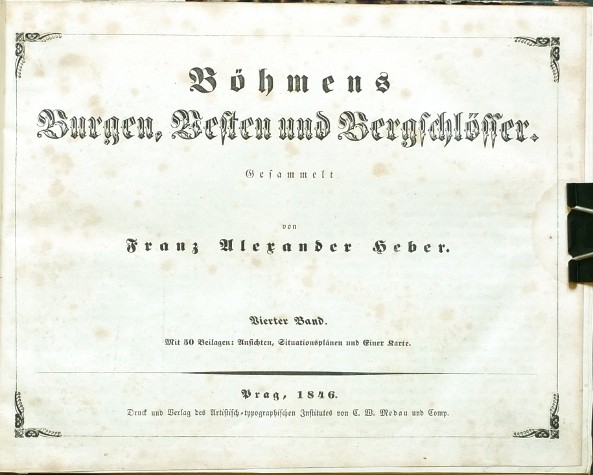 Böhmens
Burgen, Vesten und Bergschlösser.
Gesammelt
von
Franz Alexander Heber.
Vierter Band.
Mit 50 Beilagen: Ansichten, Situationsplänen und Einer Karte.
Prag, 1846.
Druck und Verlag des Artistisch-typographischen Institutes von C. W. Medau und Comp.